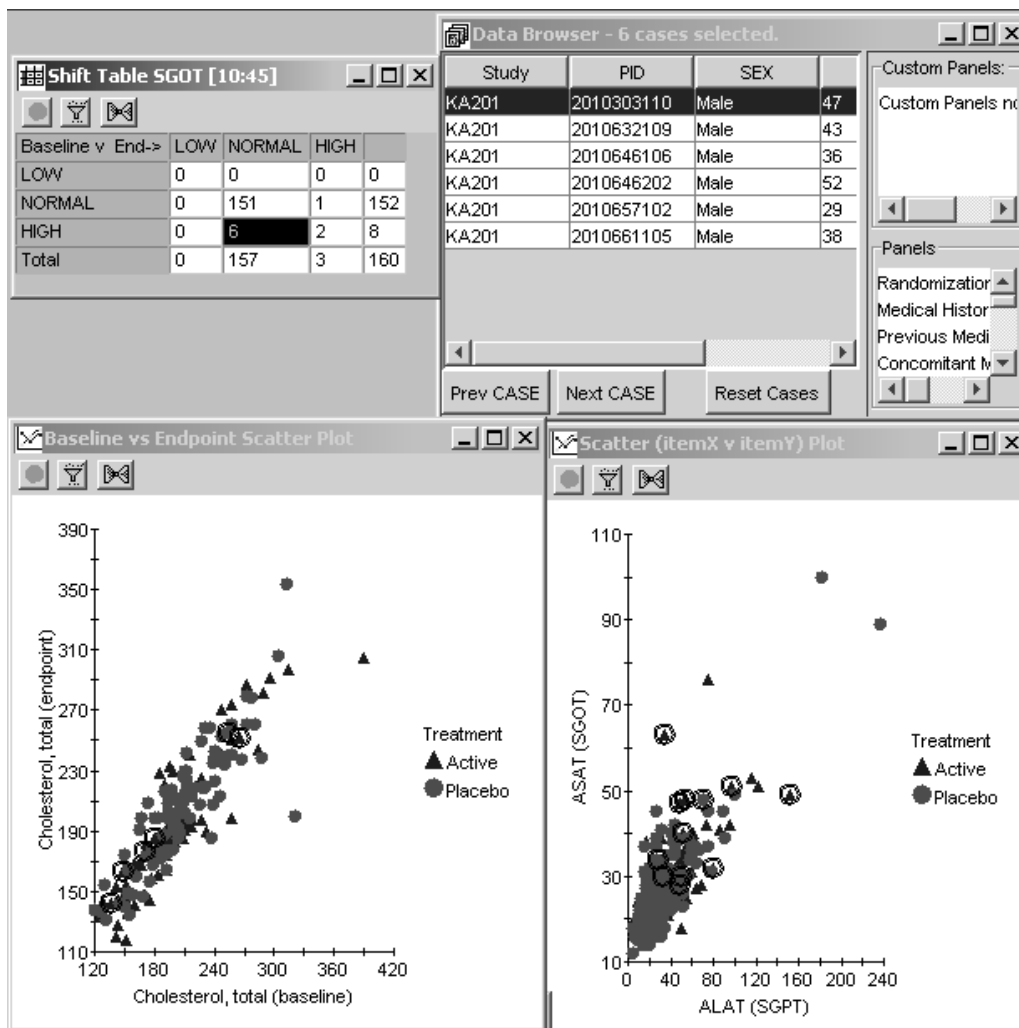 Shift Table SGOT [10:45]
Baseline v End-> LOW NORMAL HIGH
LOW 0 0 0 0
NORMAL 0 151 1 152
HIGH 0 6 2 8
Total 0 157 3 160
Data Browser - 6 cases selected.
Study PID SEX
KA201 2010303110 Male 47
KA201 2010632109 Male 43
KA201 2010646106 Male 36
KA201 2010646202 Male 52
KA201 2010657102 Male 29
KA201 2010661105 Male 38
Prev CASE Next CASE Reset Cases
Custom Panels:
Custom Panels no
Panels
Randomization
Medical Histor
Previous Medi
Concomitant M
Baseline vs Endpoint Scatter Plot
Cholesterol, total (endpoint)
390
350
310
270
230
190
150
110
120 180 240 300 360 420
Cholesterol, total (baseline)
Treatment
Active
Placebo
Scatter (itemX v itemY) Plot
ASAT (SGOT)
110
90
70
50
30
10
0 40 80 120 160 200 240
ALAT (SGPT)
Treatment
Active
Placebo